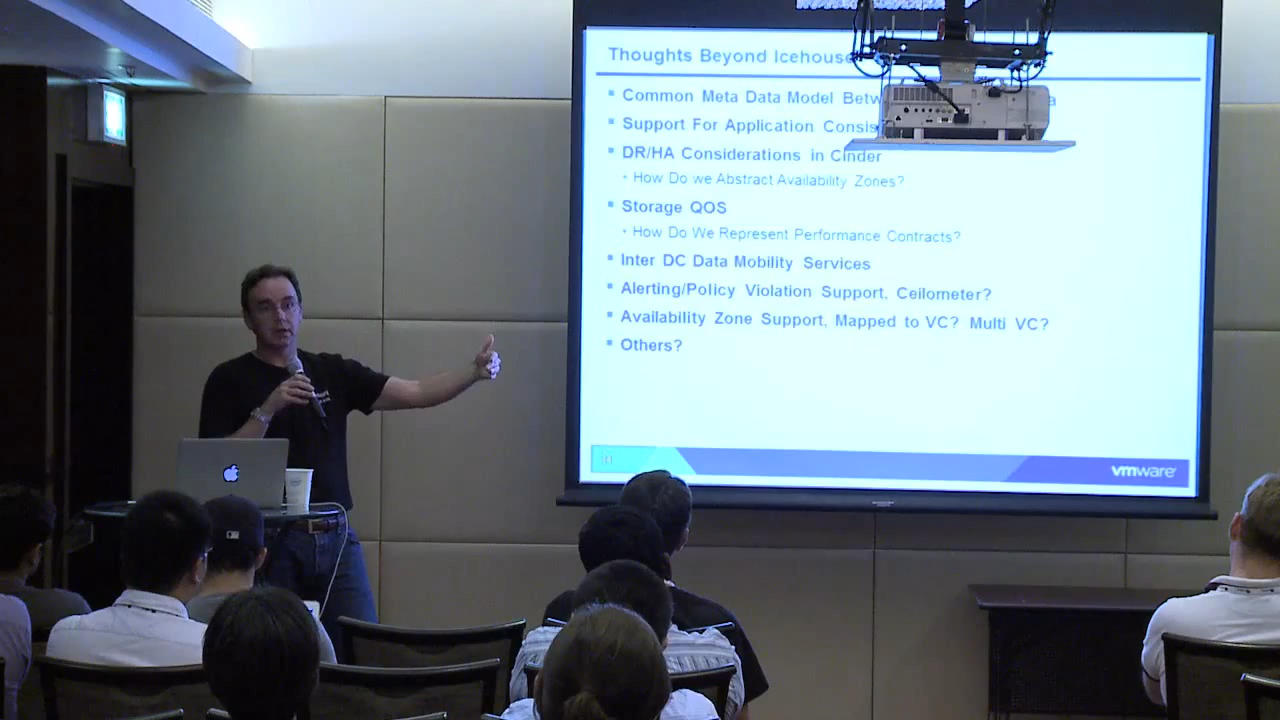 Thoughts Beyond Icehouse
Common Meta Data Model
Support For Application
DR/HA Considerations in Cinder
How Do we Abstract Availability Zones?
Storage QOS
How Do We Represent Performance Contracts?
Inter DC Data Mobility Services
Alerting/Policy Violation Support, Ceilometer?
Availability Zone Support, Mapped to VC? Multi VC?
Others?
vmware